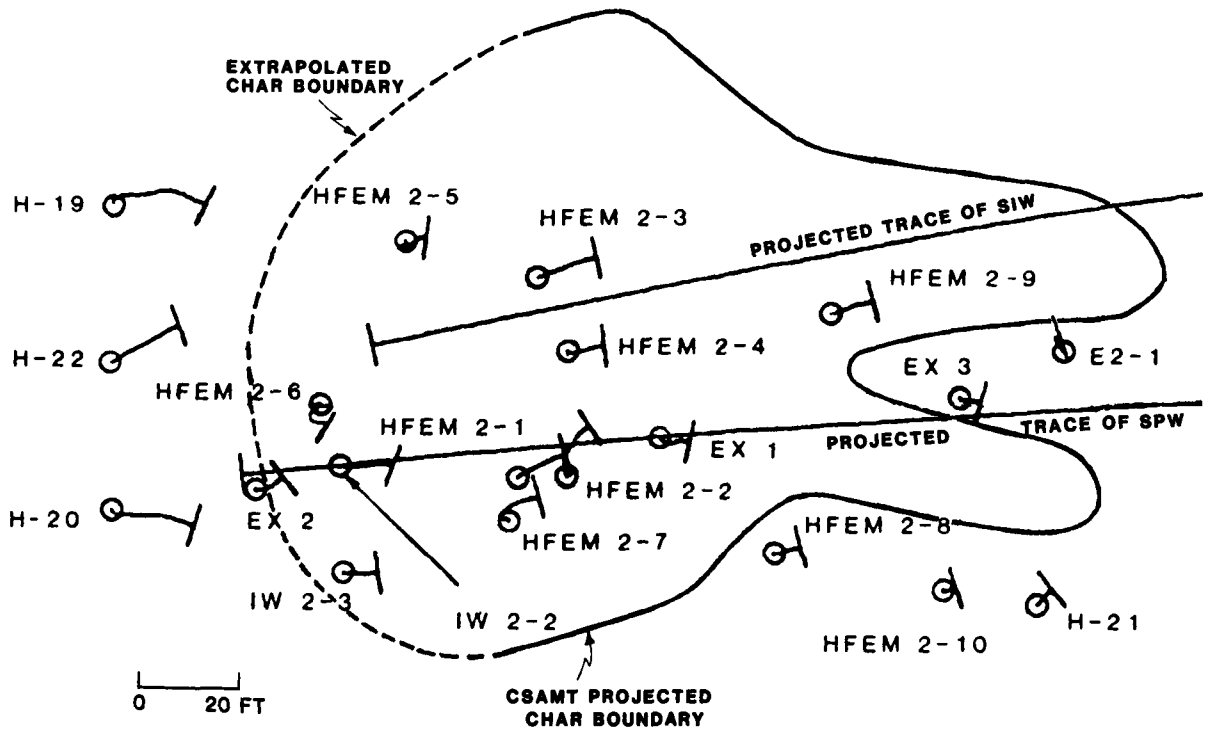 EXTRAPOLATED
CHAR BOUNDARY
H-19
HFEM 2-5
HFEM 2-3
PROJECTED TRACE OF SIW
HFEM 2-9
H-22
HFEM 2-4
E2-1
EX 3
HFEM 2-6
HFEM 2-1
PROJECTED
TRACE OF SPW
EX 1
HFEM 2-2
H-20
EX 2
HFEM 2-7
HFEM 2-8
IW 2-3
IW 2-2
H-21
HFEM 2-10
0 20 FT
CSAMT PROJECTED
CHAR BOUNDARY